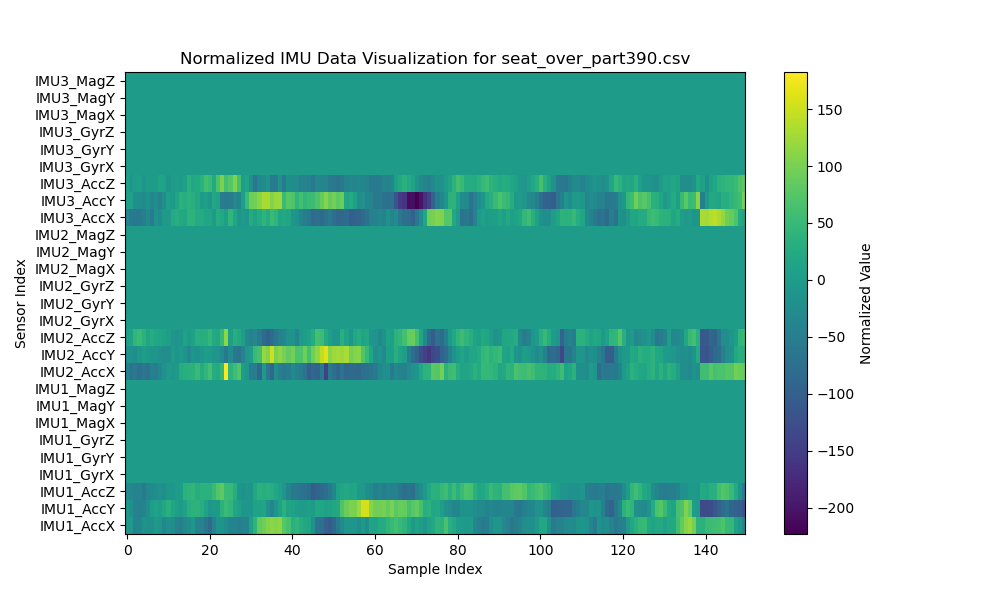 Normalized IMU Data Visualization for seat_over_part390.csv
IMU3_MagZ
IMU3_MagY
IMU3_MagX
IMU3_GyrZ
IMU3_GyrY
IMU3_GyrX
IMU3_AccZ
IMU3_AccY
IMU3_AccX
IMU2_MagZ
IMU2_MagY
IMU2_MagX
IMU2_GyrZ
IMU2_GyrY
IMU2_GyrX
IMU2_AccZ
IMU2_AccY
IMU2_AccX
IMU1_MagZ
IMU1_MagY
IMU1_MagX
IMU1_GyrZ
IMU1_GyrY
IMU1_GyrX
IMU1_AccZ
IMU1_AccY
IMU1_AccX
Sensor Index
0 20 40 60 80 100 120 140
Sample Index
150
100
50
0
−50
−100
−150
−200
Normalized Value